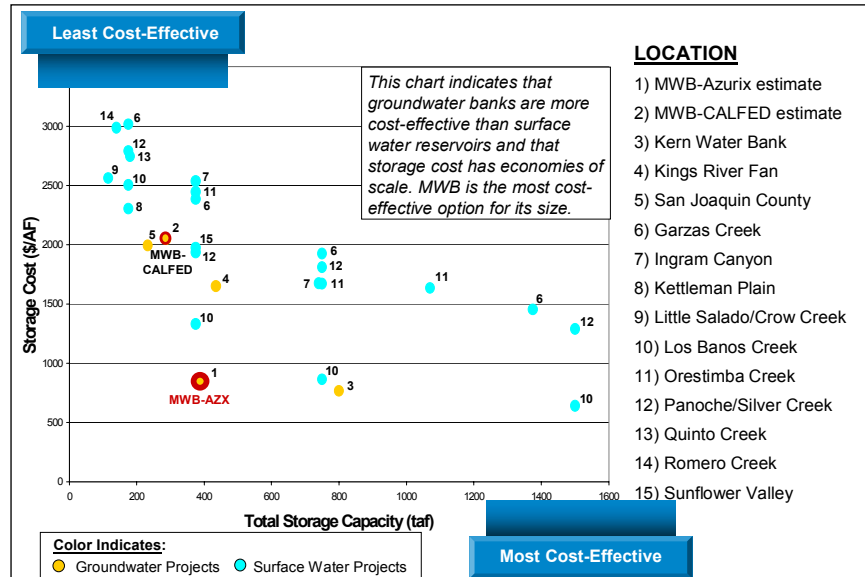 Least Cost-Effective
This chart indicates that
groundwater banks are more
cost-effective than surface
water reservoirs and that
storage cost has economies of
scale. MWB is the most cost-
effective option for its size.
LOCATION
1) MWB-Azurix estimate
2) MWB-CALFED estimate
3) Kern Water Bank
4) Kings River Fan
5) San Joaquin County
6) Garzas Creek
7) Ingram Canyon
8) Kettleman Plain
9) Little Salado/Crow Creek
10) Los Banos Creek
11) Orestimba Creek
12) Panoche/Silver Creek
13) Quinto Creek
14) Romero Creek
15) Sunflower Valley
Storage Cost ($/AF)
3000
2500
2000
1500
1000
500
0
14 6
12
13
9
10
8
7
11
6
5 2
MWB-
CALFED
15
12
4
10
1
MWB-AZX
6
12
7 11
10
3
11
6
12
10
0 200 400 600 800 1000 1200 1400 1600
Total Storage Capacity (taf)
Color Indicates:
Groundwater Projects Surface Water Projects
Most Cost-Effective